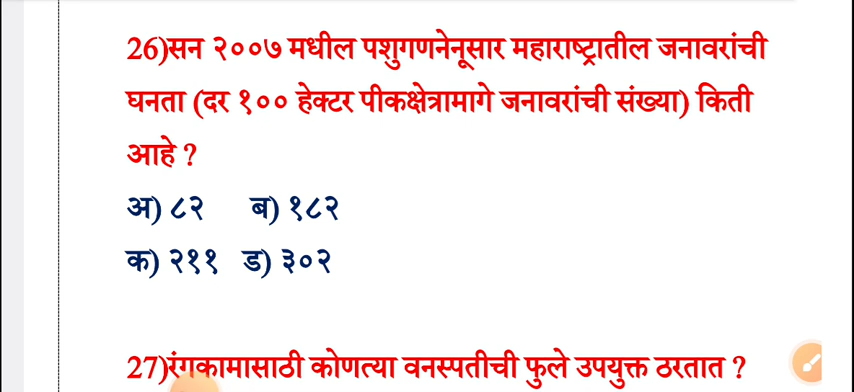 26)सन २००७ मधील पशुगणनेनूसार महाराष्ट्रातील जनावरांची
घनता (दर १०० हेक्टर पीकक्षेत्रामागे जनावरांची संख्या) किती
आहे ?
अ) ८२ ब) १८२
क) २११ ड) ३०२
27)रंगकामासाठी कोणत्या वनस्पतीची फुले उपयुक्त ठरतात ?